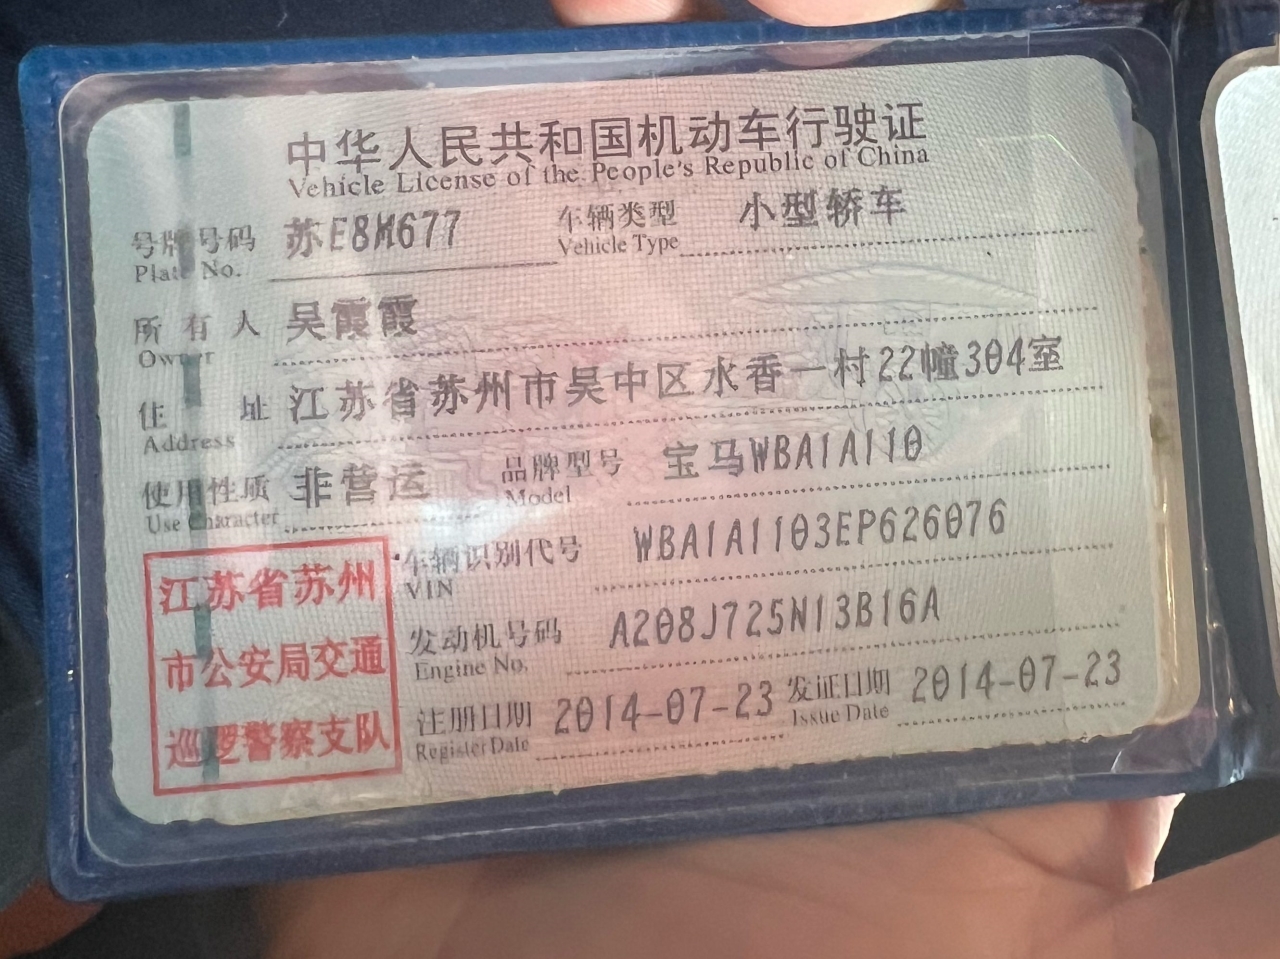 中华人民共和国机动车行驶证
Vehicle License of the People's Republic of China
号牌号码 苏E8M677 车辆类型 小型轿车
Plate No. Vehicle Type
所有人 吴霞霞
Owner
住址 江苏省苏州市吴中区水香一村22幢304室
Address
使用性质 非营运 品牌型号 宝马WBA1A110
Use Character Model
江苏省苏州
市公安局交通
巡逻警察支队
车辆识别代号 WBA1A1103EP626076
VIN
发动机号码 A208J725N13B16A
Engine No.
注册日期 2014-07-23 发证日期 2014-07-23
Register Date Issue Date